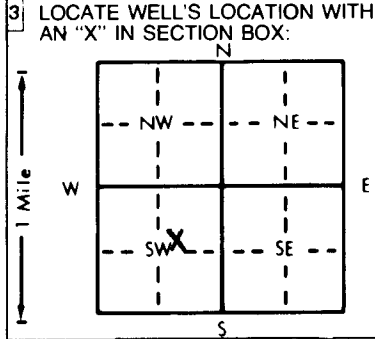 3 LOCATE WELL'S LOCATION WITH
AN "X" IN SECTION BOX:
N
NW NE
1 Mile
W E
SW X SE
S